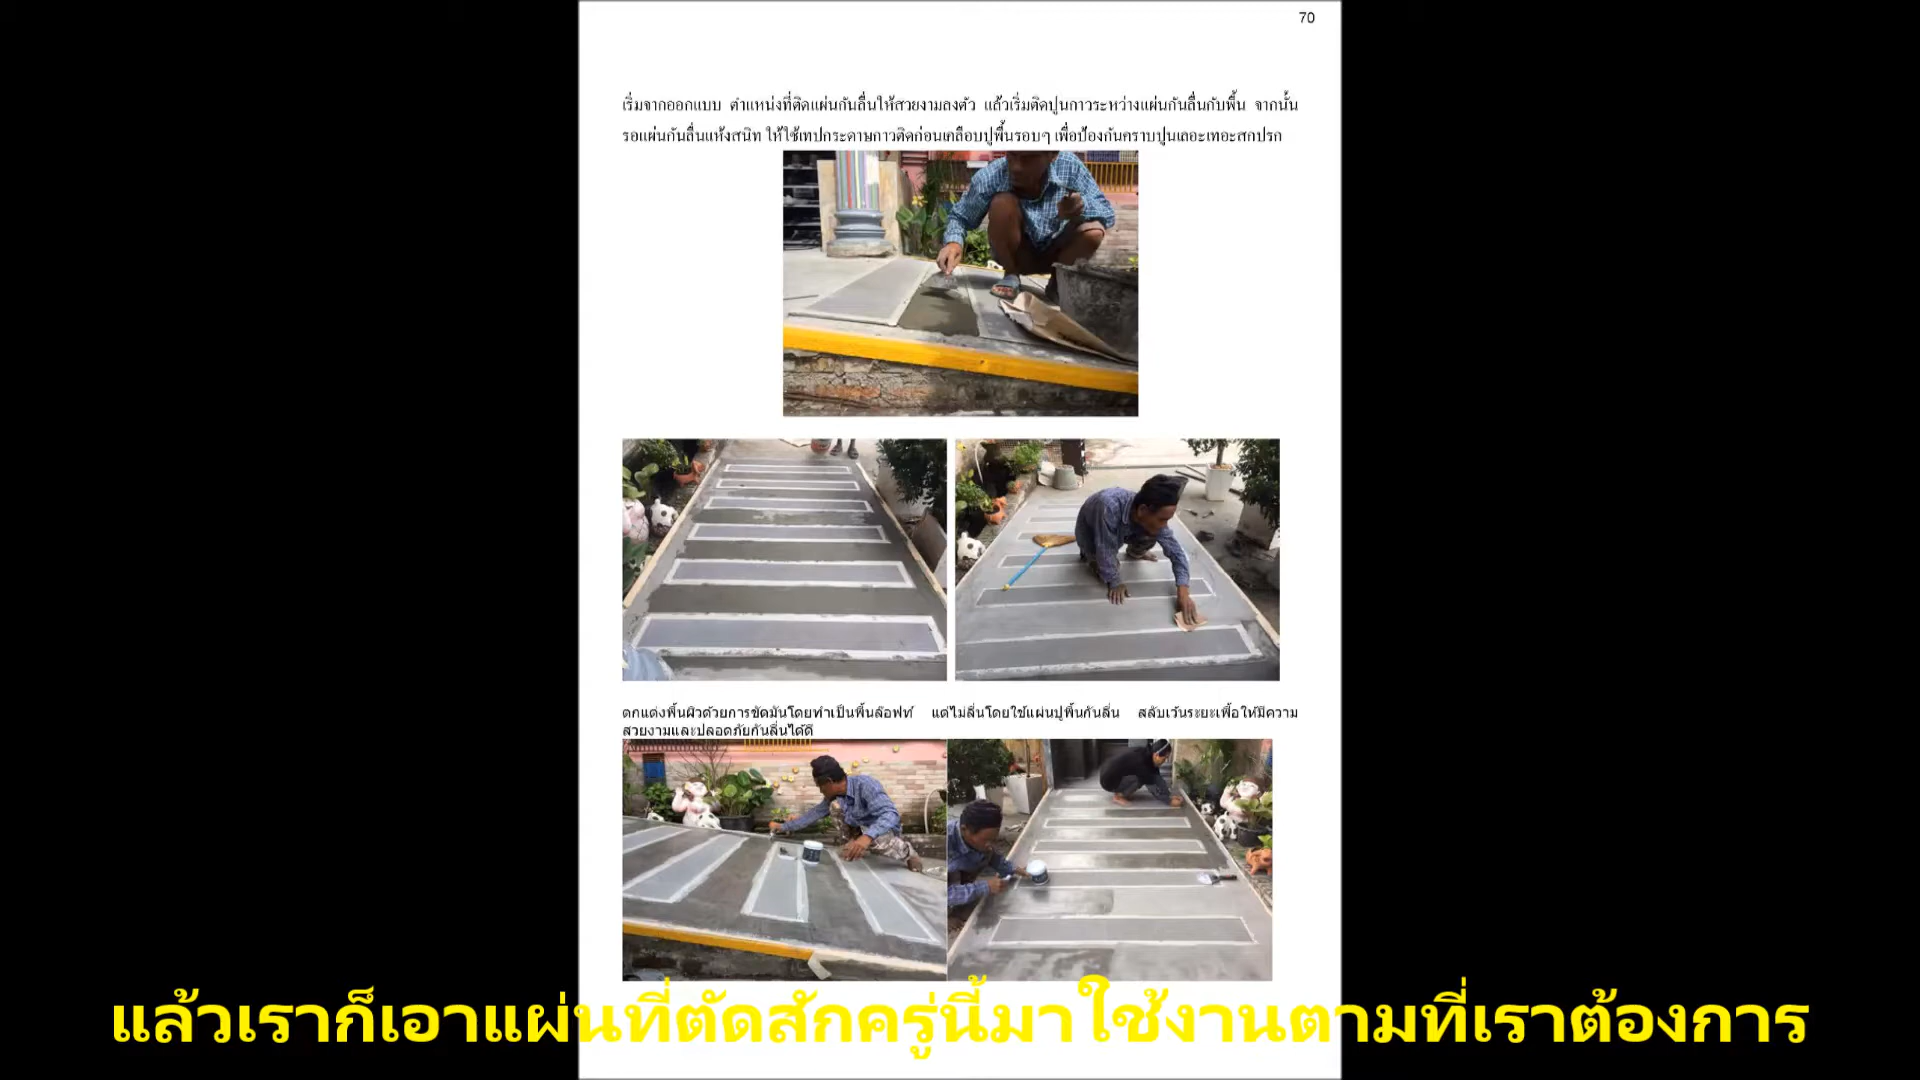 70
เริ่มจากออกแบบ ตำแหน่งที่ติดแผ่นกันลื่นให้สวยงามลงตัว แล้วเริ่มติดปูนกาวระหว่างแผ่นกันลื่นกับพื้น จากนั้น
รอแผ่นกันลื่นแห้งสนิท ให้ใช้เทปกระดาษกาวติดก่อนเคลือบปูพื้นรอบๆ เพื่อป้องกันคราบปูนเลอะเทอะสกปรก
ตกแต่งพื้นผิวด้วยการขัดมันโดยทำเป็นพื้นล๊อฟท์ แต่ไม่ลื่นโดยใช้แผ่นปูพื้นกันลื่น สลับเว้นระยะเพื่อให้มีความ
สวยงามและปลอดภัยกันลื่นได้ดี
แล้วเราก็เอาแผ่นที่ตัดสักครู่นี้มาใช้งานตามที่เราต้องการ